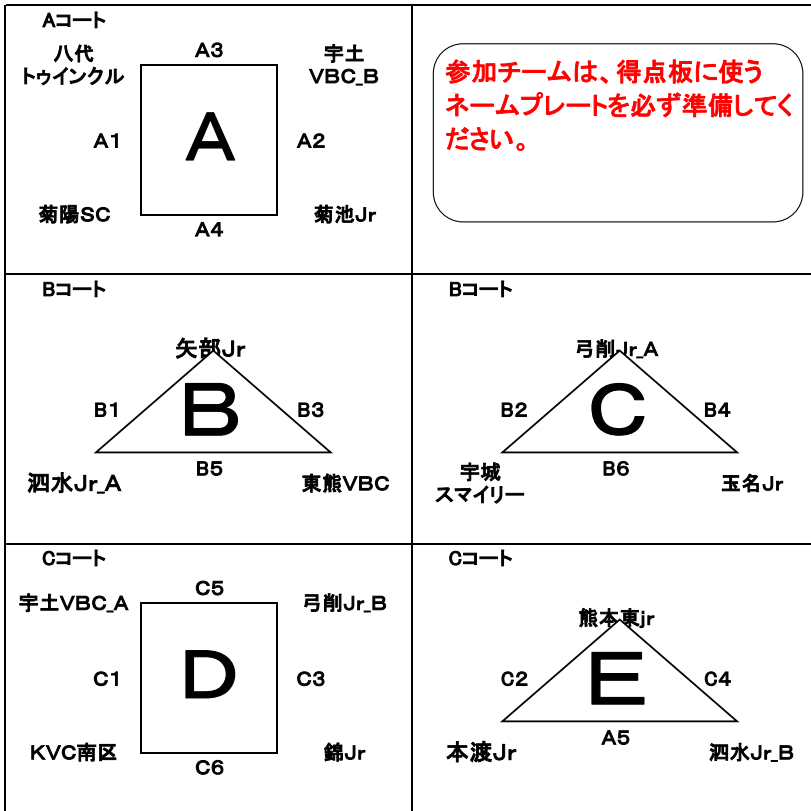 Aコート
八代
トゥインクル
A3
宇土
VBC_B
A1
A
A2
菊陽SC
A4
菊池Jr
参加チームは、得点板に使う
ネームプレートを必ず準備してく
ださい。
Bコート
矢部Jr
B1
B
B3
泗水Jr_A
B5
東熊VBC
Bコート
弓削Jr_A
B2
C
B4
宇城
スマイリー
B6
玉名Jr
Cコート
宇土VBC_A
C5
弓削Jr_B
C1
D
C3
KVC南区
C6
錦Jr
Cコート
熊本東jr
C2
E
C4
本渡Jr
A5
泗水Jr_B